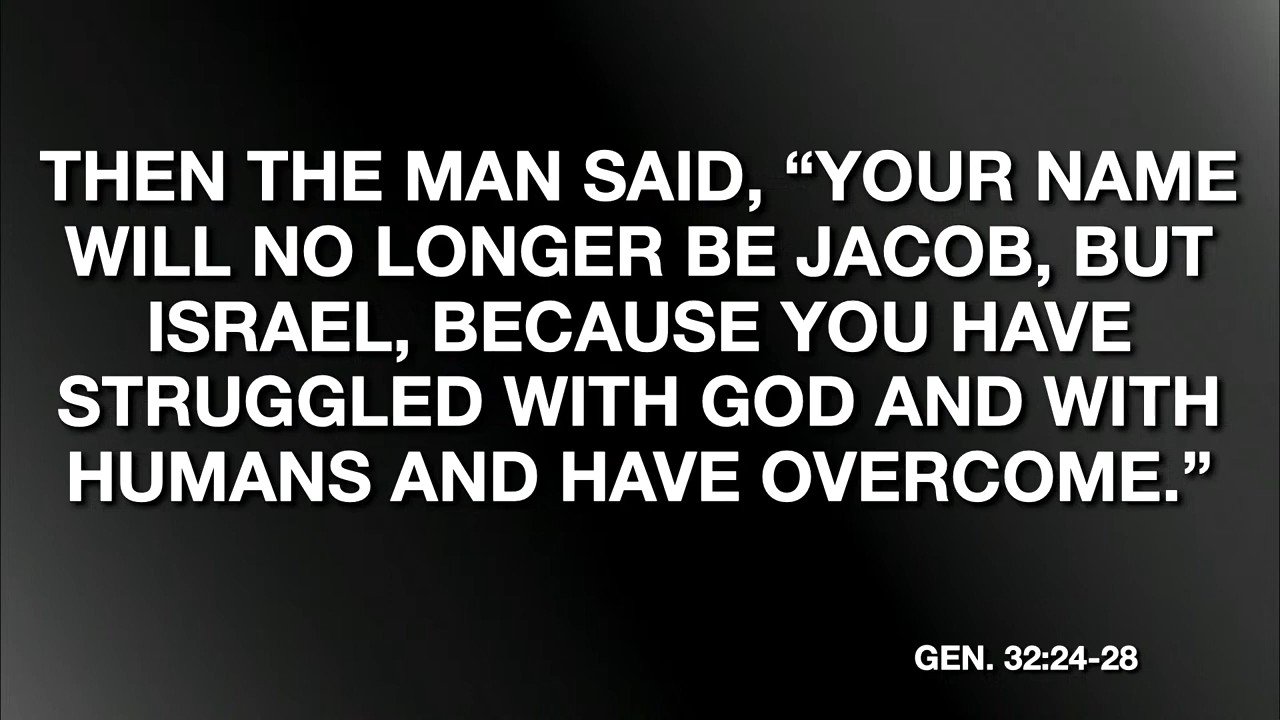 THEN THE MAN SAID, “YOUR NAME
WILL NO LONGER BE JACOB, BUT
ISRAEL, BECAUSE YOU HAVE
STRUGGLED WITH GOD AND WITH
HUMANS AND HAVE OVERCOME.”
GEN. 32:24-28